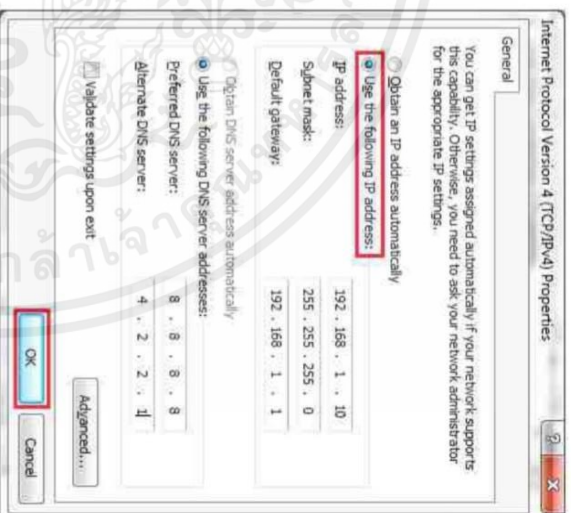 Internet Protocol Version 4 (TCP/IPv4) Properties
General
You can get IP settings assigned automatically if your network supports
this capability. Otherwise, you need to ask your network administrator
for the appropriate IP settings.
Obtain an IP address automatically
Use the following IP address:
IP address: 192 . 168 . 1 . 10
Subnet mask: 255 . 255 . 255 . 0
Default gateway: 192 . 168 . 1 . 1
Obtain DNS server address automatically
Use the following DNS server addresses:
Preferred DNS server: 8 . 8 . 8 . 8
Alternate DNS server: 4 . 2 . 2 . 1
Validate settings upon exit
Advanced...
OK
Cancel